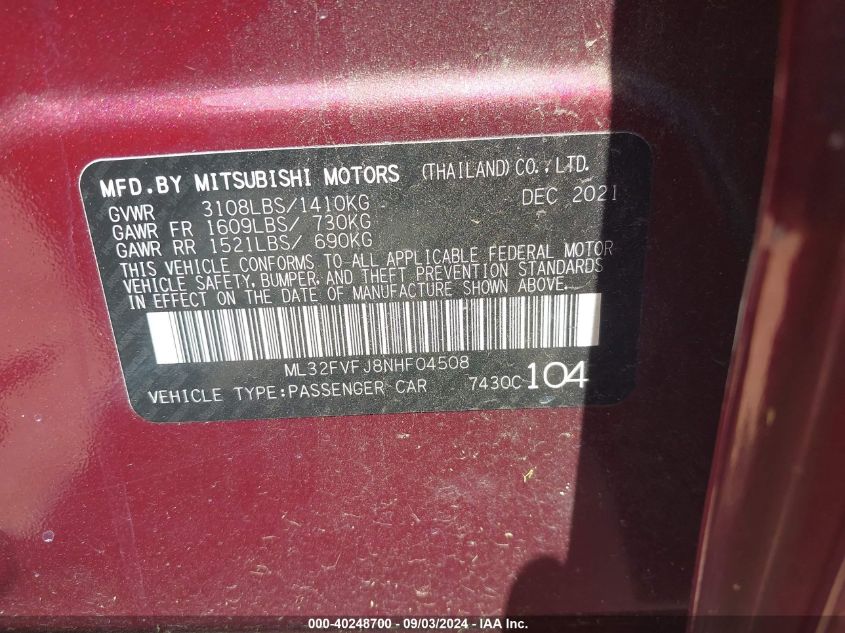 MFD.BY MITSUBISHI MOTORS (THAILAND) CO., LTD.
GVWR 3108LBS/1410KG DEC 2021
GAWR FR 1609LBS/ 730KG
GAWR RR 1521LBS/ 690KG
THIS VEHICLE CONFORMS TO ALL APPLICABLE FEDERAL MOTOR
VEHICLE SAFETY, BUMPER, AND THEFT PREVENTION STANDARDS
IN EFFECT ON THE DATE OF MANUFACTURE SHOWN ABOVE.
ML32FVFJ8NHF04508
VEHICLE TYPE:PASSENGER CAR 7430C-104
000-40248700 - 09/03/2024 - IAA, Inc.